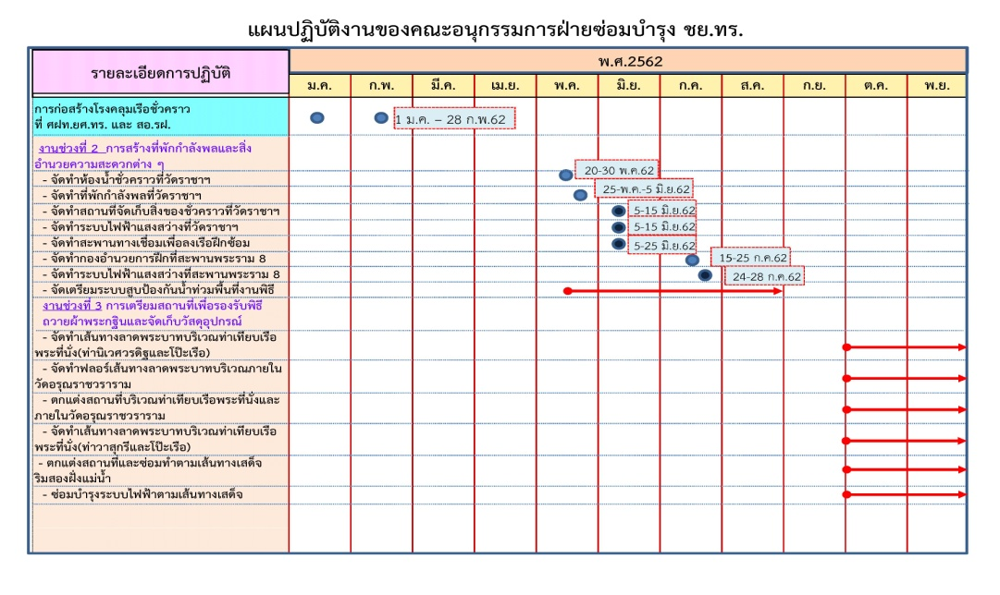 แผนปฏิบัติงานของคณะอนุกรรมการฝ่ายซ่อมบำรุง ชย.ทร.
รายละเอียดการปฏิบัติ
พ.ศ.2562
ม.ค. ก.พ. มี.ค. เม.ย. พ.ค. มิ.ย. ก.ค. ส.ค. ก.ย. ต.ค. พ.ย.
การก่อสร้างโรงคลุมเรือชั่วคราว
ที่ ศฝท.ยศ.ทร. และ สอ.รฝ.
1 ม.ค. – 28 ก.พ.62
งานช่วงที่ 2 การสร้างที่พักกำลังพลและสิ่ง
อำนวยความสะดวกต่าง ๆ
- จัดทำห้องน้ำชั่วคราวที่วัดราชาฯ
20-30 พ.ค.62
- จัดทำที่พักกำลังพลที่วัดราชาฯ
25-พ.ค.-5 มิ.ย.62
- จัดทำสถานที่จัดเก็บสิ่งของชั่วคราวที่วัดราชาฯ
5-15 มิ.ย.62
- จัดทำระบบไฟฟ้าแสงสว่างที่วัดราชาฯ
5-15 มิ.ย.62
- จัดทำสะพานทางเชื่อมเพื่อลงเรือฝึกซ้อม
5-25 มิ.ย.62
- จัดทำกองอำนวยการฝึกที่สะพานพระราม 8
15-25 ก.ค.62
- จัดทำระบบไฟฟ้าแสงสว่างที่สะพานพระราม 8
24-28 ก.ค.62
- จัดเตรียมระบบสูบป้องกันน้ำท่วมพื้นที่งานพิธี
งานช่วงที่ 3 การเตรียมสถานที่เพื่อรองรับพิธี
ถวายผ้าพระกฐินและจัดเก็บวัสดุอุปกรณ์
- จัดทำเส้นทางลาดพระบาทบริเวณท่าเทียบเรือ
พระที่นั่ง(ท่านิเวศวรดิฐและโป๊ะเรือ)
- จัดทำฟลอร์เส้นทางลาดพระบาทบริเวณภายใน
วัดอรุณราชวราราม
- ตกแต่งสถานที่บริเวณท่าเทียบเรือพระที่นั่งและ
ภายในวัดอรุณราชวราราม
- จัดทำเส้นทางลาดพระบาทบริเวณท่าเทียบเรือ
พระที่นั่ง(ท่าวาสุกรีและโป๊ะเรือ)
- ตกแต่งสถานที่และซ่อมทำตามเส้นทางเสด็จ
ริมสองฝั่งแม่น้ำ
- ซ่อมบำรุงระบบไฟฟ้าตามเส้นทางเสด็จ